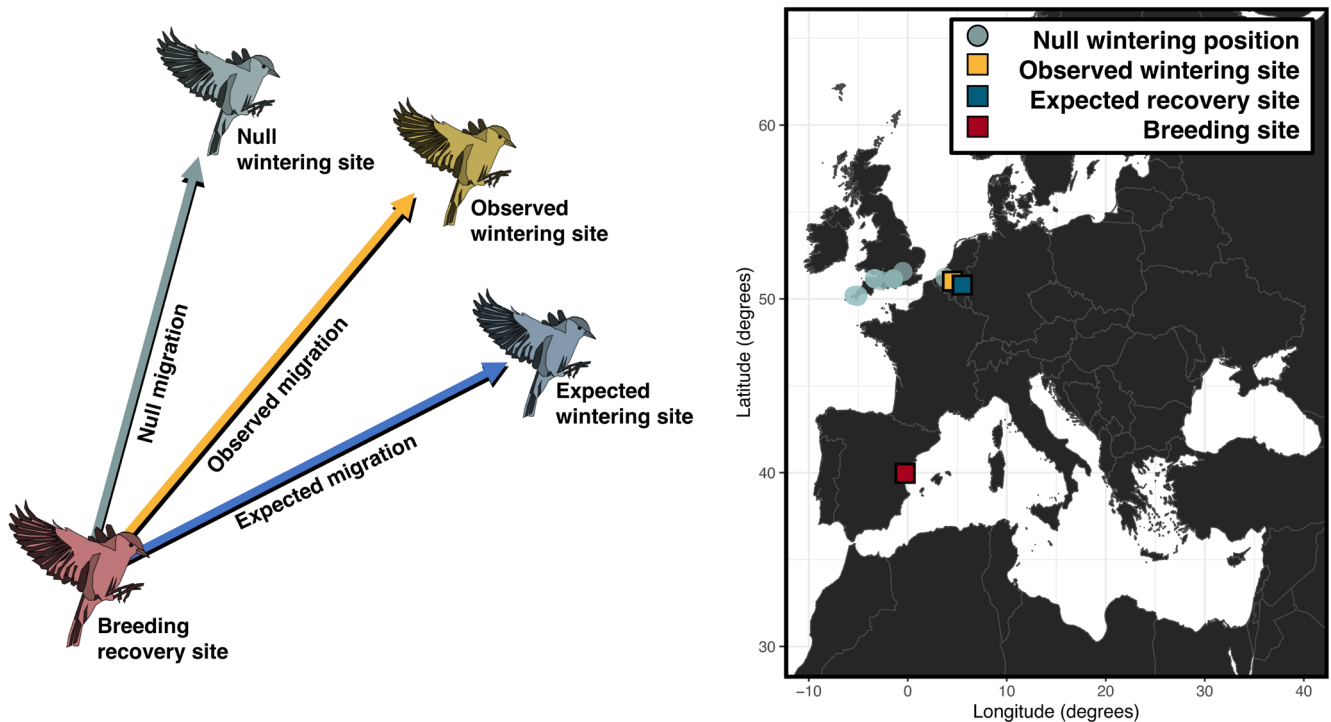 Null
wintering site
Observed
wintering site
Expected
wintering site
Null migration
Observed migration
Expected migration
Breeding
recovery site
Null wintering position
Observed wintering site
Expected recovery site
Breeding site
Latitude (degrees)
60
50
40
30
−10
0
10
20
30
40
Longitude (degrees)